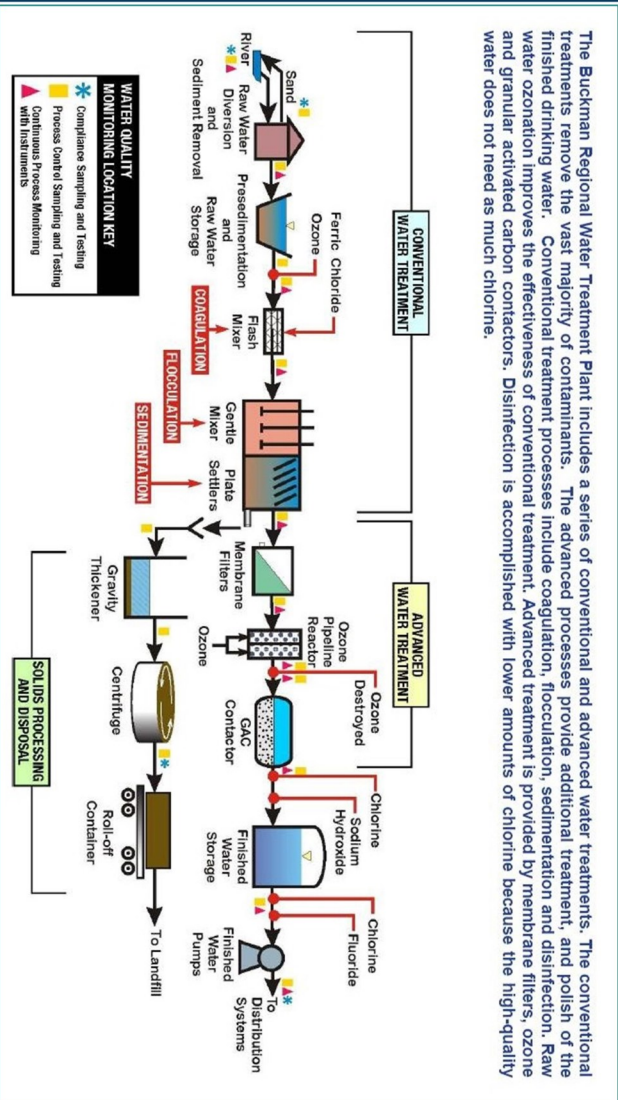 The Buckman Regional Water Treatment Plant includes a series of conventional and advanced water treatments. The conventional
treatments remove the vast majority of contaminants. The advanced processes provide additional treatment, and polish of the
finished drinking water. Conventional treatment processes include coagulation, flocculation, sedimentation and disinfection. Raw
water ozonation improves the effectiveness of conventional treatment. Advanced treatment is provided by membrane filters, ozone
and granular activated carbon contactors. Disinfection is accomplished with lower amounts of chlorine because the high-quality
water does not need as much chlorine.
CONVENTIONAL
WATER TREATMENT
ADVANCED
WATER TREATMENT
Ferric Chloride
Ozone
Ozone
Destroyed
Chlorine
Sodium
Hydroxide
Chlorine
Fluoride
Sand
River
Raw Water
Diversion
and
Sediment Removal
Presedimentation
and
Raw Water
Storage
Flash
Mixer
Gentle
Mixer
Plate
Settlers
Membrane
Filters
Ozone
Pipeline
Reactor
Ozone
GAC
Contactor
Finished
Water
Storage
Finished
Water
Pumps
To
Distribution
Systems
COAGULATION
FLOCCULATION
SEDIMENTATION
Gravity
Thickener
Centrifuge
Roll-off
Container
To Landfill
SOLIDS PROCESSING
AND DISPOSAL
WATER QUALITY
MONITORING LOCATION KEY
Compliance Sampling and Testing
Process Control Sampling and Testing
Continuous Process Monitoring
with Instruments